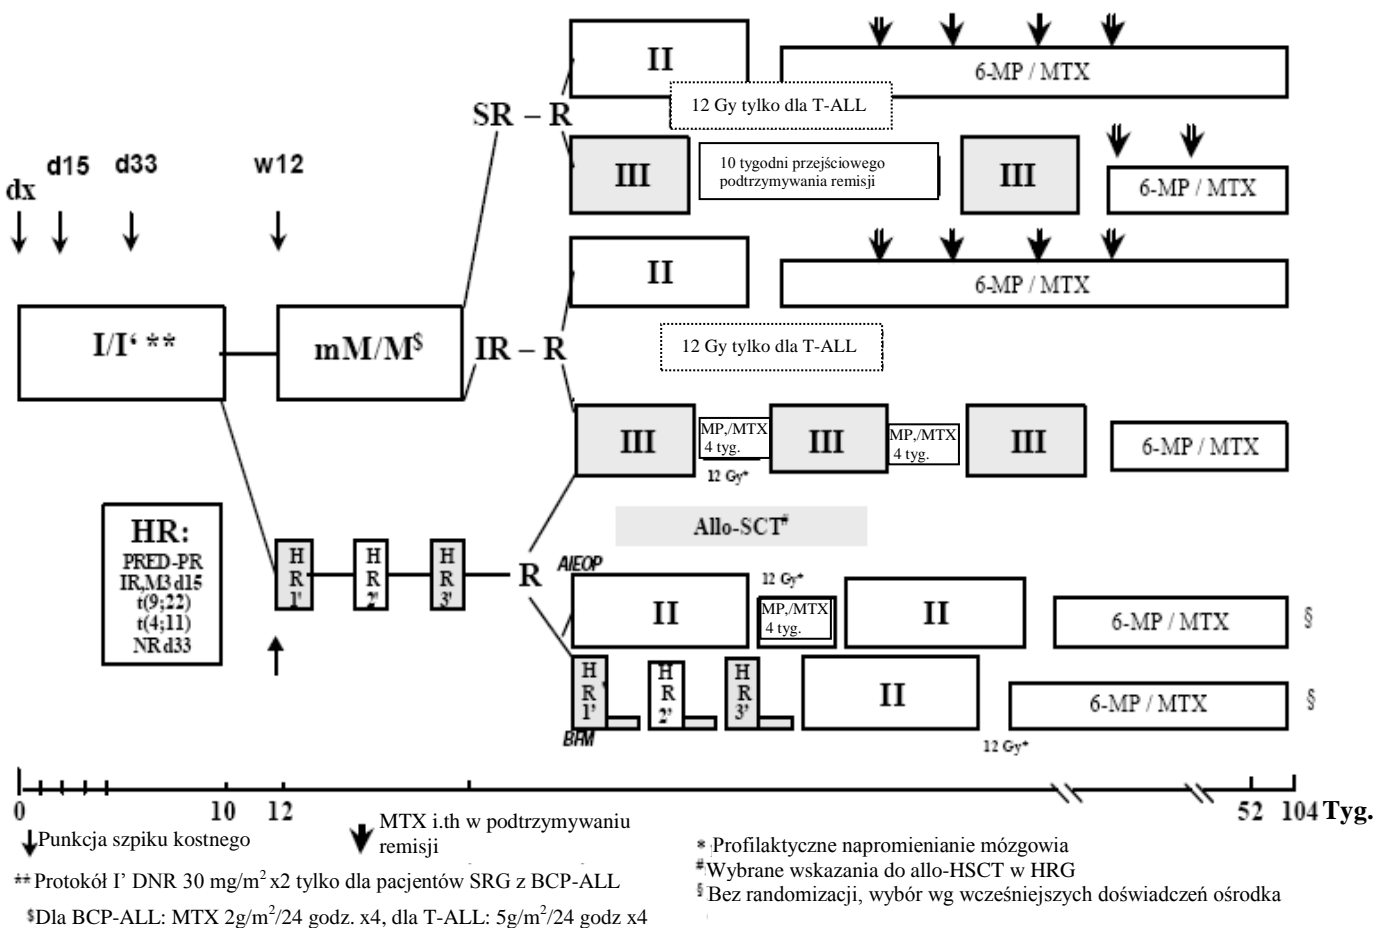 II
6-MP / MTX
12 Gy tylko dla T-ALL
SR – R
III
10 tygodni przejściowego
podtrzymywania remisji
III
6-MP / MTX
dx
d15
d33
w12
II
6-MP / MTX
I/I‘ **
mM/M$
IR – R
12 Gy tylko dla T-ALL
III
MP,/MTX
4 tyg.
12 Gy*
III
MP,/MTX
4 tyg.
III
6-MP / MTX
Allo-SCT#
HR:
PRED-PR
IR,M3 d15
t(9;22)
t(4;11)
NR d33
H
R
1'
H
R
2'
H
R
3'
R
AIEOP
II
12 Gy*
MP,/MTX
4 tyg.
II
6-MP / MTX
§
H
R
1'
H
R
2'
H
R
3'
BFM
II
12 Gy*
6-MP / MTX
§
0
10
12
52
104
Tyg.
Punkcja szpiku kostnego
MTX i.th w podtrzymywaniu
remisji
** Protokół I’ DNR 30 mg/m2 x2 tylko dla pacjentów SRG z BCP-ALL
$Dla BCP-ALL: MTX 2g/m2/24 godz. x4, dla T-ALL: 5g/m2/24 godz x4
* Profilaktyczne napromienianie mózgowia
# Wybrane wskazania do allo-HSCT w HRG
§ Bez randomizacji, wybór wg wcześniejszych doświadczeń ośrodka